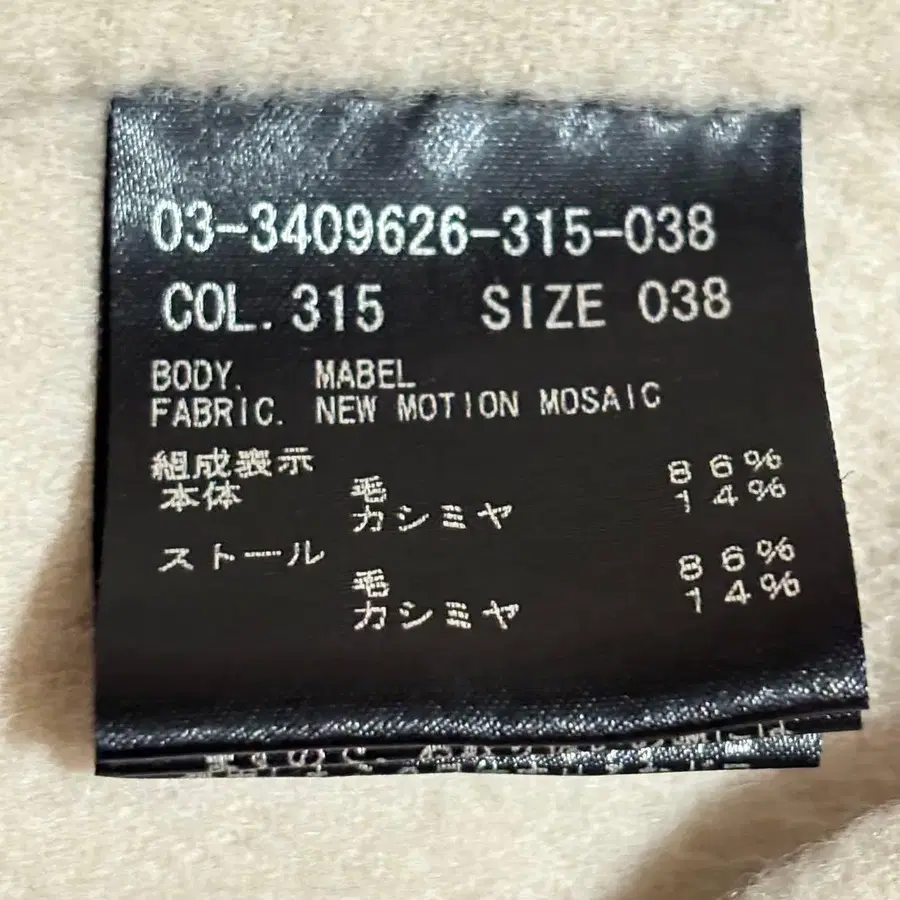 03-3409626-315-038
COL. 315 SIZE 038
BODY. MABEL
FABRIC. NEW MOTION MOSAIC
組成表示
本体 毛 86%
カシミヤ 14%
ストール
毛 86%
カシミヤ 14%